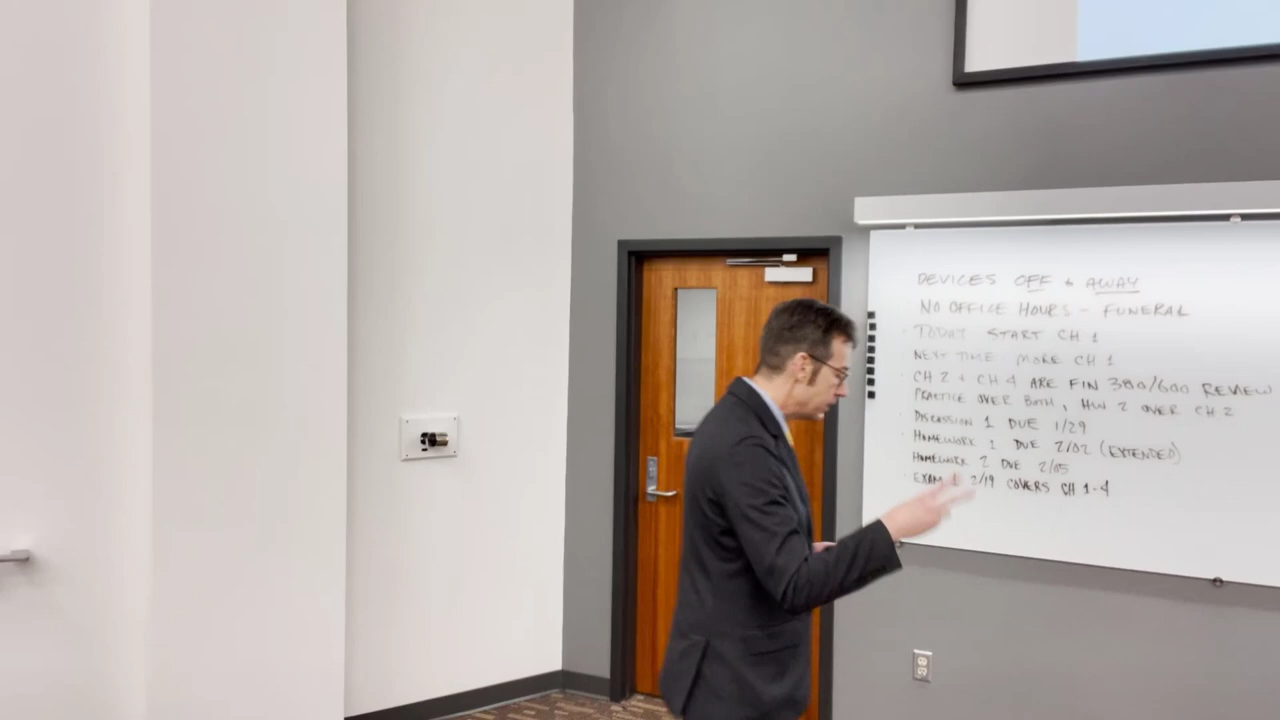 DEVICES OFF & AWAY
NO OFFICE HOURS - FUNERAL
· TODAY START CH 1
· NEXT TIME MORE CH 1
· CH 2 + CH 4 ARE FIN 380/600 REVIEW
PRACTICE OVER BOTH, HW 2 OVER CH 2
· DISCUSSION 1 DUE 1/29
· HOMEWORK 1 DUE 2/02 (EXTENDED)
· HOMEWORK 2 DUE 2/05
· EXAM 1 2/19 COVERS CH 1-4